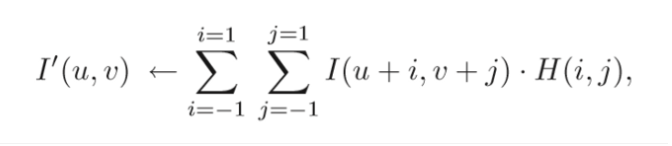 I′(u, v) ← ∑_{i=−1}^{i=1} ∑_{j=−1}^{j=1} I(u + i, v + j) · H(i, j),